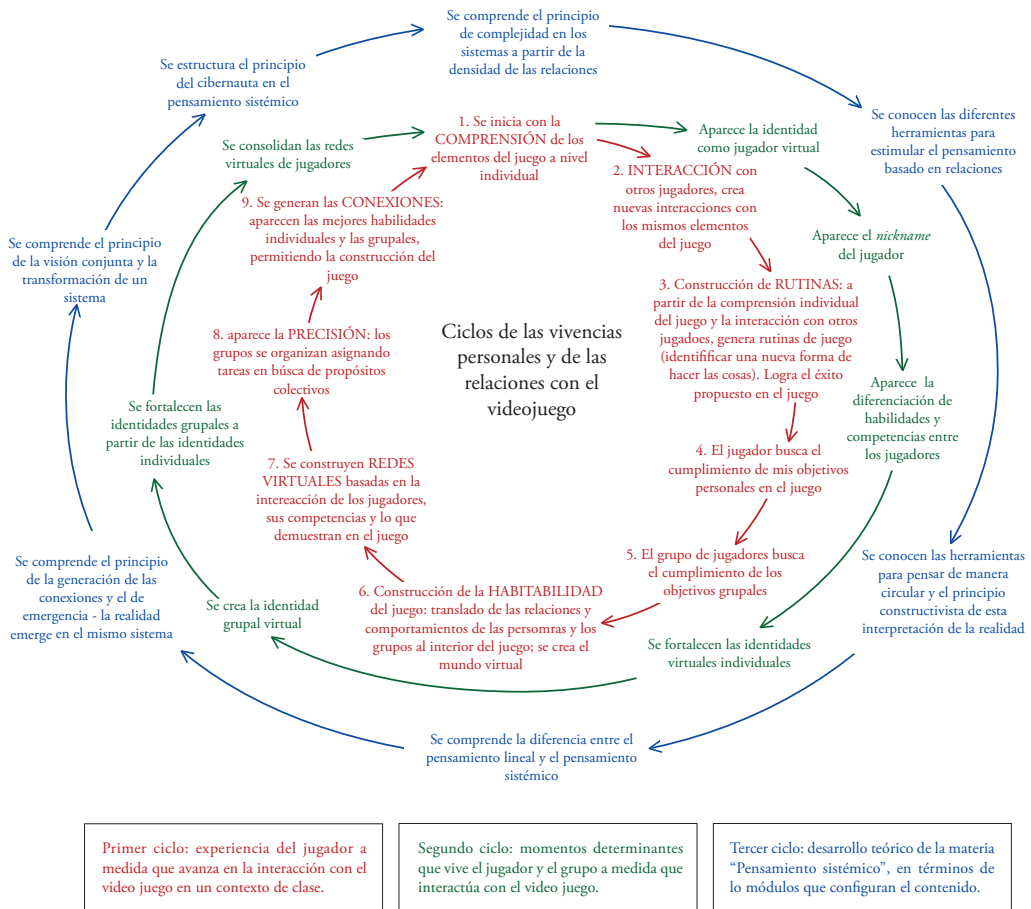 Se comprende el principio
de complejidad en los
sistemas a partir de la
densidad de las relaciones
Se estructura el principio
del cibernauta en el
pensamiento sistémico
Se conocen las diferentes
herramientas para
estimular el pensamiento
basado en relaciones
Se consolidan las redes
virtuales de jugadores
1. Se inicia con la
COMPRENSIÓN de los
elementos del juego a nivel
individual
Aparece la identidad
como jugador virtual
2. INTERACCIÓN con
otros jugadores, crea
nuevas interacciones con
los mismos elementos
del juego
9. Se generan las CONEXIONES:
aparecen las mejores habilidades
individuales y las grupales,
permitiendo la construcción del
juego
Se comprende el principio
de la visión conjunta y la
transformación de un
sistema
Aparece el nickname
del jugador
3. Construcción de RUTINAS: a
partir de la comprensión individual
del juego y la interacción con otros
jugadoes, genera rutinas de juego
(identifificar una nueva forma de
hacer las cosas). Logra el éxito
propuesto en el juego
Ciclos de las vivencias
personales y de las
relaciones con el
videojuego
8. aparece la PRECISIÓN: los
grupos se organizan asignando
tareas en búsca de propósitos
colectivos
Aparece la
diferenciación de
habilidades y
competencias entre
los jugadores
Se fortalecen las
identidades grupales a
partir de las identidades
individuales
4. El jugador busca el
cumplimiento de mis objetivos
personales en el juego
7. Se construyen REDES
VIRTUALES basadas en la
intereacción de los jugadores,
sus competencias y lo que
demuestran en el juego
5. El grupo de jugadores busca
el cumplimiento de los
objetivos grupales
Se conocen las herramientas
para pensar de manera
circular y el principio
constructivista de esta
interpretación de la realidad
Se comprende el principio
de la generación de las
conexiones y el de
emergencia - la realidad
emerge en el mismo sistema
6. Construcción de la HABITABILIDAD
del juego: translado de las relaciones y
comportamientos de las persomras y los
grupos al interior del juego; se crea el
mundo virtual
Se crea la identidad
grupal virtual
Se fortalecen las identidades
virtuales individuales
Se comprende la diferencia entre el
pensamiento lineal y el pensamiento
sistémico
Primer ciclo: experiencia del jugador a
medida que avanza en la interacción con el
video juego en un contexto de clase.
Segundo ciclo: momentos determinantes
que vive el jugador y el grupo a medida que
interactúa con el video juego.
Tercer ciclo: desarrollo teórico de la materia
“Pensamiento sistémico”, en términos de
lo módulos que configuran el contenido.